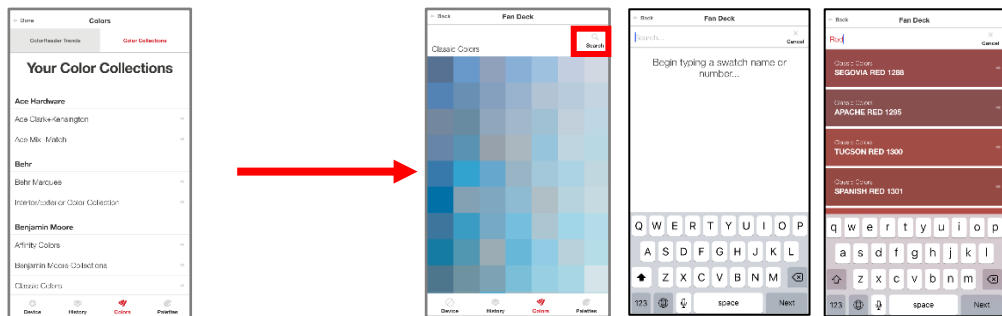 ← Done Colors
ColorReader Trends Color Collections
Your Color Collections
Ace Hardware
Ace Clark+Kensington
Ace Mix+Match
Behr
Behr Marquee
Interior/Exterior Color Collection
Benjamin Moore
Affinity Colors
Benjamin Moore Collections
Classic Colors
Device History Colors Palettes
← Back Fan Deck
Search
Classic Colors
Device History Colors Palettes
← Back Fan Deck
Search...
Cancel
Begin typing a swatch name or
number...
Q W E R T Y U I O P
A S D F G H J K L
Z X C V B N M
123 space Next
← Back Fan Deck
Red
Cancel
Classic Colors
SEGOVIA RED 1288
Classic Colors
APACHE RED 1295
Classic Colors
TUCSON RED 1300
Classic Colors
SPANISH RED 1301
q w e r t y u i o p
a s d f g h j k l
z x c v b n m
123 space Next